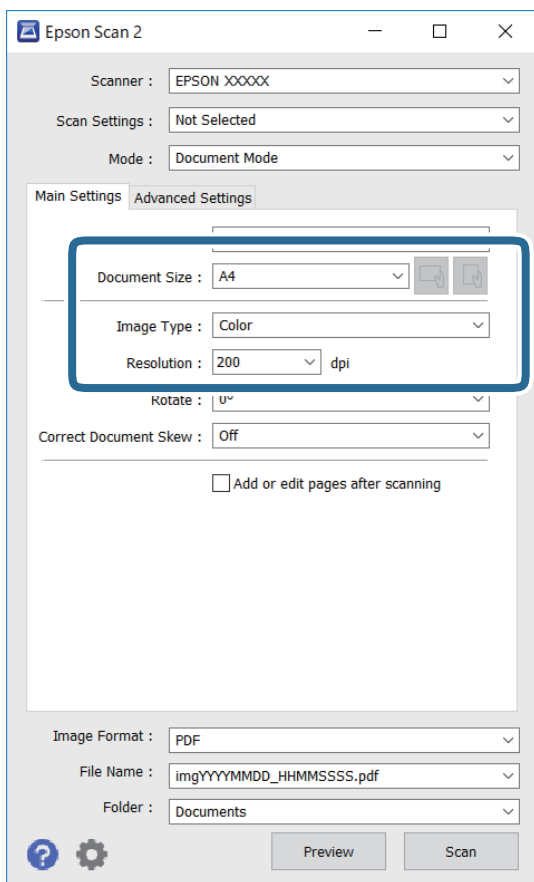 Epson Scan 2
Scanner : EPSON XXXXX
Scan Settings : Not Selected
Mode : Document Mode
Main Settings Advanced Settings
Document Size : A4
Image Type : Color
Resolution : 200 dpi
Rotate : 0º
Correct Document Skew : Off
Add or edit pages after scanning
Image Format : PDF
File Name : imgYYYYMMDD_HHMMSSSS.pdf
Folder : Documents
? Preview Scan